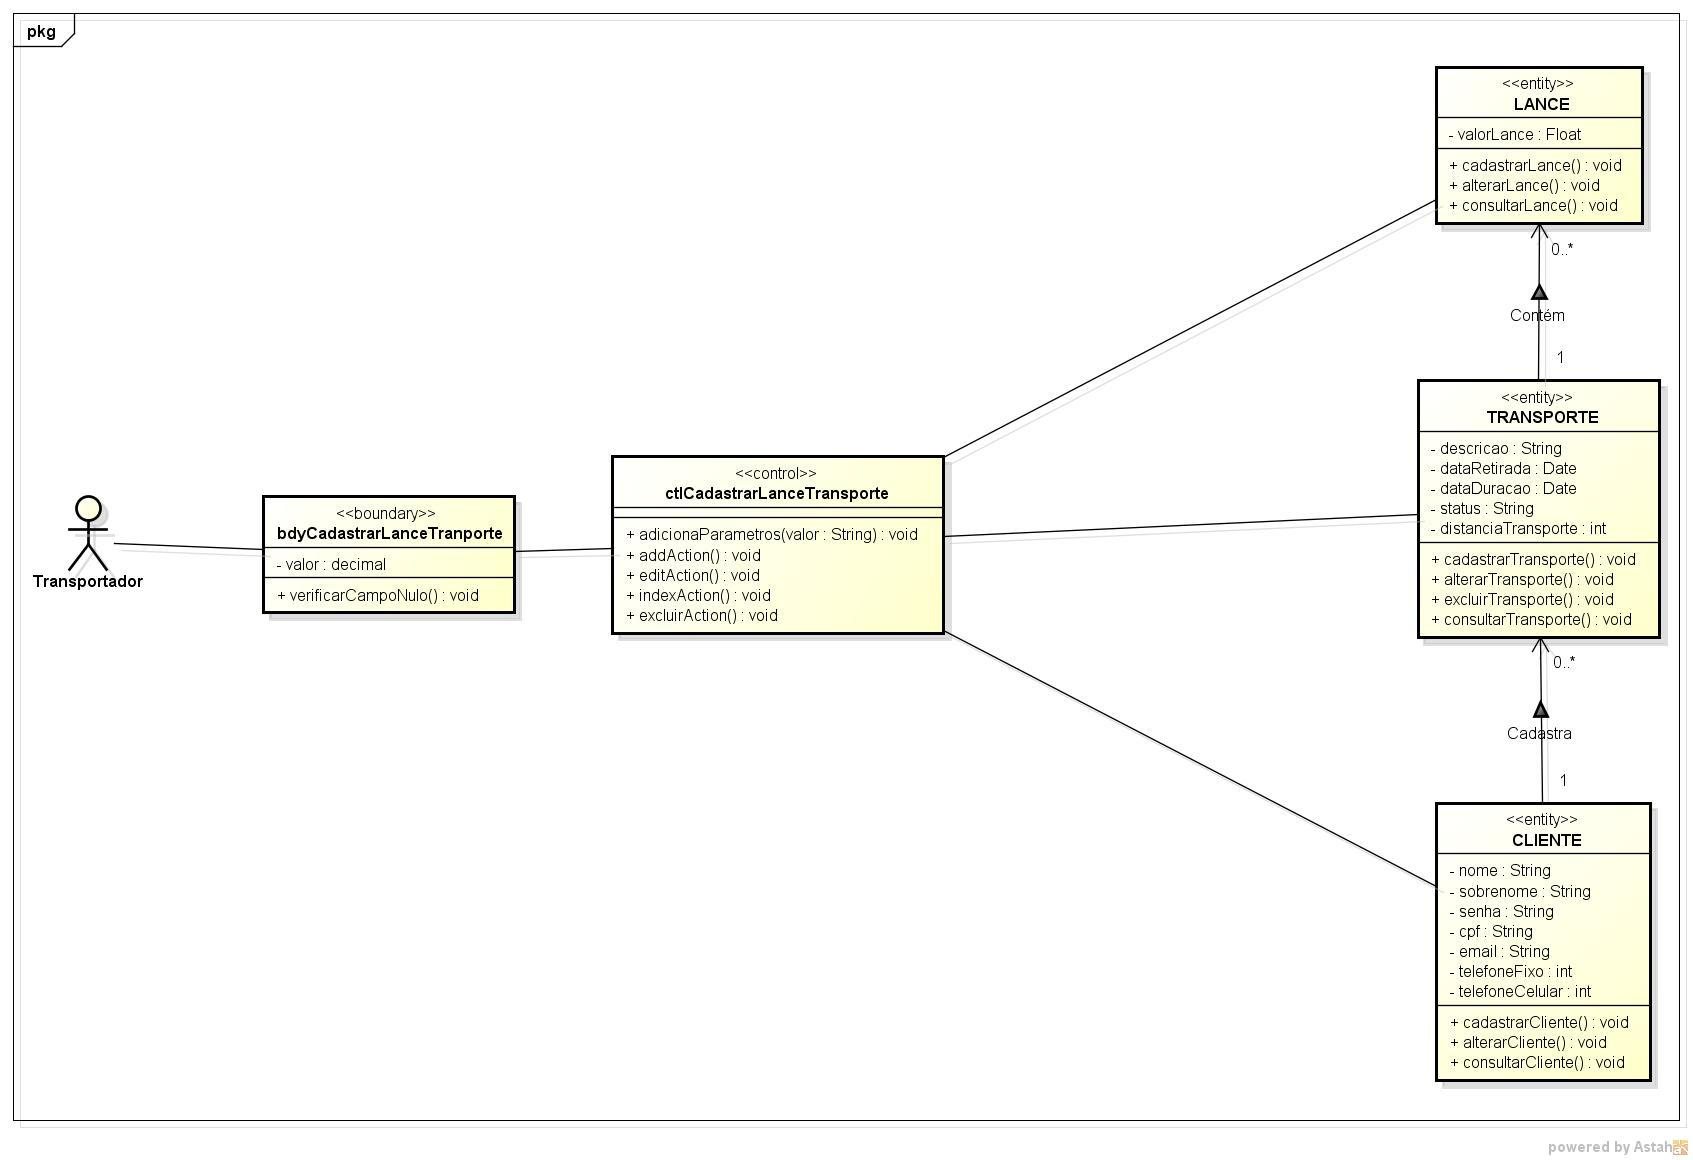 pkg
<<entity>>
LANCE
- valorLance : Float
+ cadastrarLance() : void
+ alterarLance() : void
+ consultarLance() : void
0..*
Contém
1
<<entity>>
TRANSPORTE
- descricao : String
- dataRetirada : Date
- dataDuracao : Date
- status : String
- distanciaTransporte : int
+ cadastrarTransporte() : void
+ alterarTransporte() : void
+ excluirTransporte() : void
+ consultarTransporte() : void
<<control>>
ctlCadastrarLanceTransporte
+ adicionaParametros(valor : String) : void
+ addAction() : void
+ editAction() : void
+ indexAction() : void
+ excluirAction() : void
<<boundary>>
bdyCadastrarLanceTranporte
- valor : decimal
+ verificarCampoNulo() : void
Transportador
0..*
Cadastra
1
<<entity>>
CLIENTE
- nome : String
- sobrenome : String
- senha : String
- cpf : String
- email : String
- telefoneFixo : int
- telefoneCelular : int
+ cadastrarCliente() : void
+ alterarCliente() : void
+ consultarCliente() : void
powered by Astah